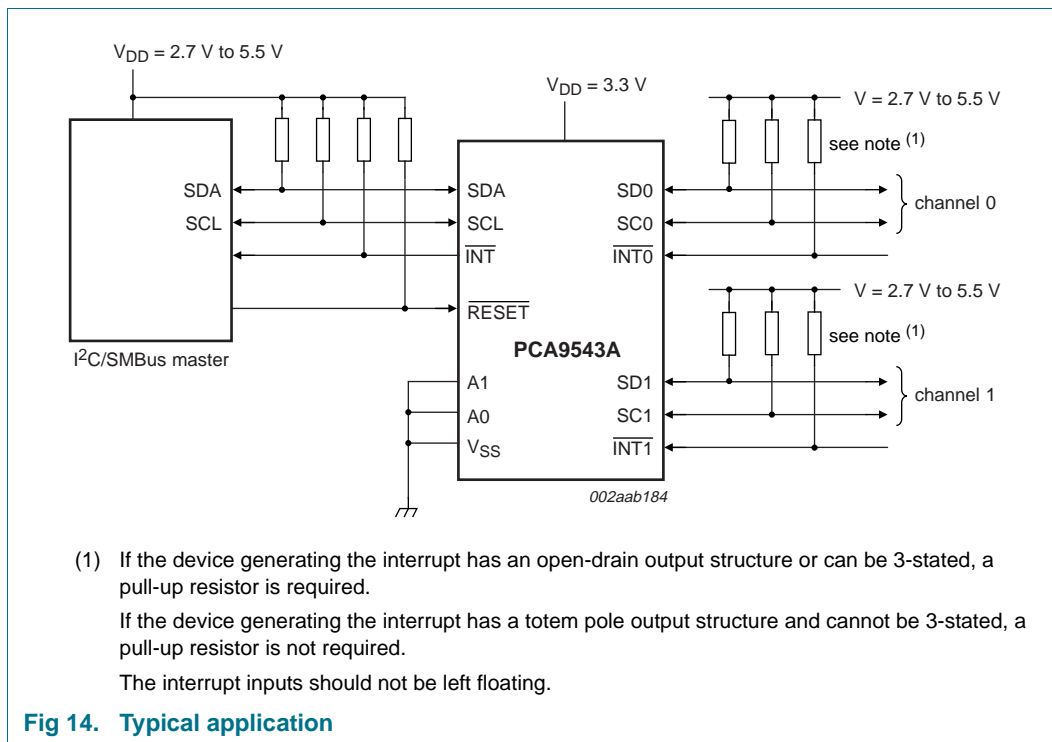 V_DD = 2.7 V to 5.5 V
V_DD = 3.3 V
V = 2.7 V to 5.5 V
see note (1)
SDA
SCL
I²C/SMBus master
SDA
SCL
INT
RESET
PCA9543A
A1
A0
V_SS
SD0
SC0
INT0
channel 0
V = 2.7 V to 5.5 V
see note (1)
SD1
SC1
INT1
channel 1
002aab184
(1) If the device generating the interrupt has an open-drain output structure or can be 3-stated, a
pull-up resistor is required.
If the device generating the interrupt has a totem pole output structure and cannot be 3-stated, a
pull-up resistor is not required.
The interrupt inputs should not be left floating.
Fig 14. Typical application